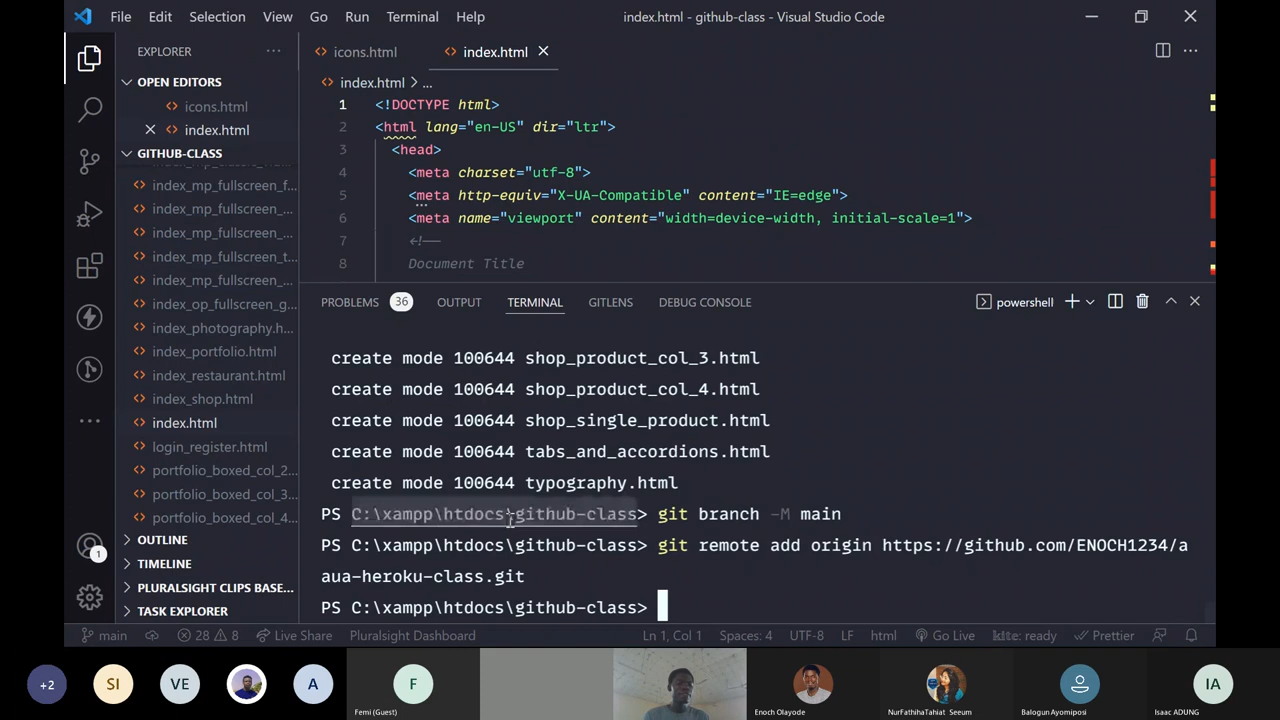 File Edit Selection View Go Run Terminal Help
index.html - github-class - Visual Studio Code
EXPLORER
icons.html
index.html
OPEN EDITORS
icons.html
index.html
GITHUB-CLASS
index_mp_fullscreen_f...
index_mp_fullscreen_...
index_mp_fullscreen_...
index_mp_fullscreen_t...
index_mp_fullscreen_...
index_op_fullscreen_g...
index_photography.h...
index_portfolio.html
index_restaurant.html
index_shop.html
index.html
login_register.html
portfolio_boxed_col_2...
portfolio_boxed_col_3...
portfolio_boxed_col_4...
OUTLINE
TIMELINE
PLURALSIGHT CLIPS BASE...
TASK EXPLORER
1
index.html > ...
1 <!DOCTYPE html>
2 <html lang="en-US" dir="ltr">
3 <head>
4 <meta charset="utf-8">
5 <meta http-equiv="X-UA-Compatible" content="IE=edge">
6 <meta name="viewport" content="width=device-width, initial-scale=1">
7 <!--
8 Document Title
PROBLEMS 36 OUTPUT TERMINAL GITLENS DEBUG CONSOLE
powershell
create mode 100644 shop_product_col_3.html
create mode 100644 shop_product_col_4.html
create mode 100644 shop_single_product.html
create mode 100644 tabs_and_accordions.html
create mode 100644 typography.html
PS C:\xampp\htdocs\github-class> git branch -M main
PS C:\xampp\htdocs\github-class> git remote add origin https://github.com/ENOCH1234/a
aua-heroku-class.git
PS C:\xampp\htdocs\github-class>
main 28 8 Live Share Pluralsight Dashboard
Ln 1, Col 1 Spaces: 4 UTF-8 LF html Go Live kite: ready Prettier
+2 SI VE A F IA
Femi (Guest)
Enoch Olayode
NurFathihaTahiat Seeum
Balogun Ayomiposi
Isaac ADUNG